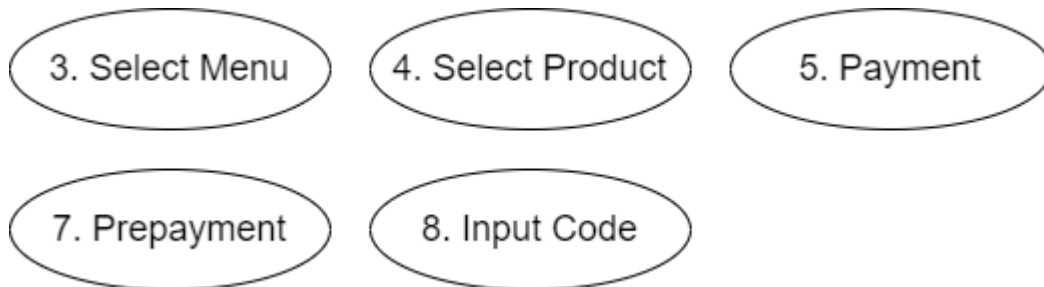 3. Select Menu
4. Select Product
5. Payment
7. Prepayment
8. Input Code